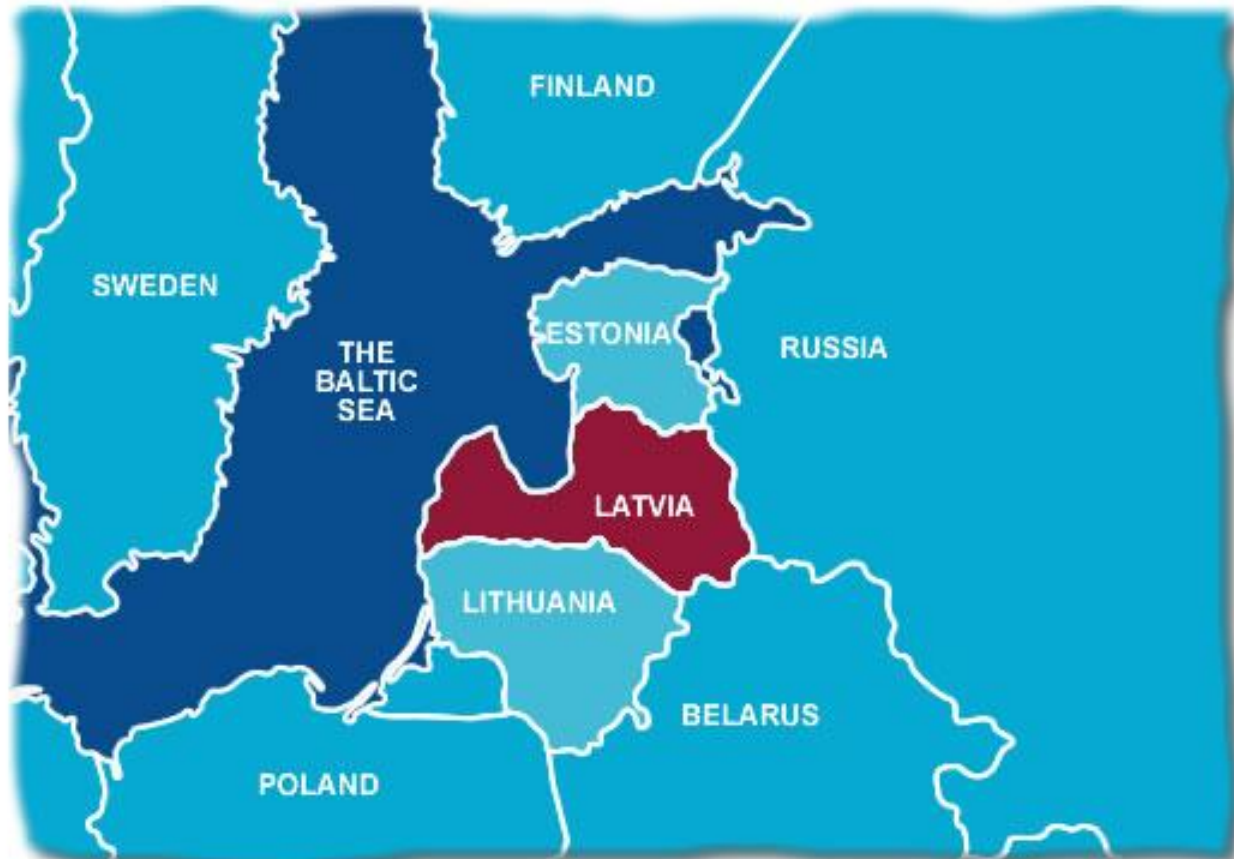 FINLAND
SWEDEN
ESTONIA
THE
BALTIC
SEA
RUSSIA
LATVIA
LITHUANIA
BELARUS
POLAND